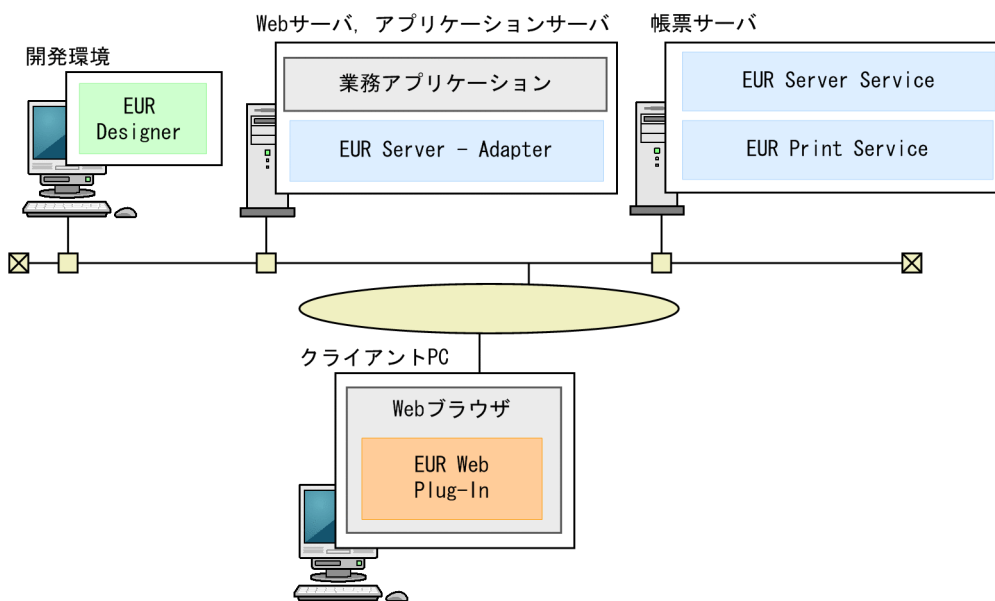 Webサーバ，アプリケーションサーバ
帳票サーバ
開発環境
EUR
Designer
業務アプリケーション
EUR Server − Adapter
EUR Server Service
EUR Print Service
クライアントPC
Webブラウザ
EUR Web
Plug−In